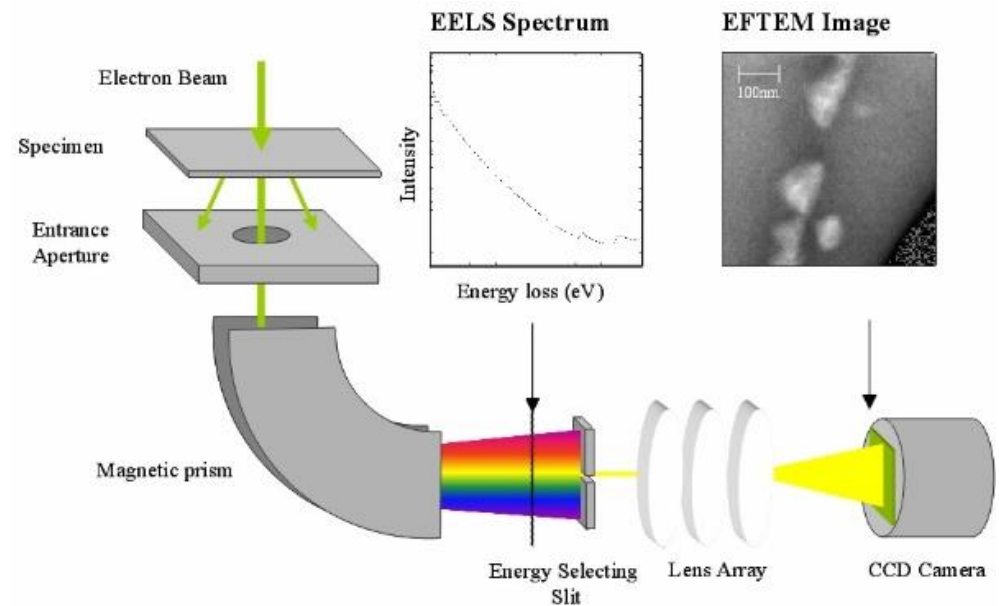 EELS Spectrum
EFTEM Image
Electron Beam
100nm
Specimen
Intensity
Entrance
Aperture
Energy loss (eV)
Magnetic prism
Energy Selecting
Slit
Lens Array
CCD Camera